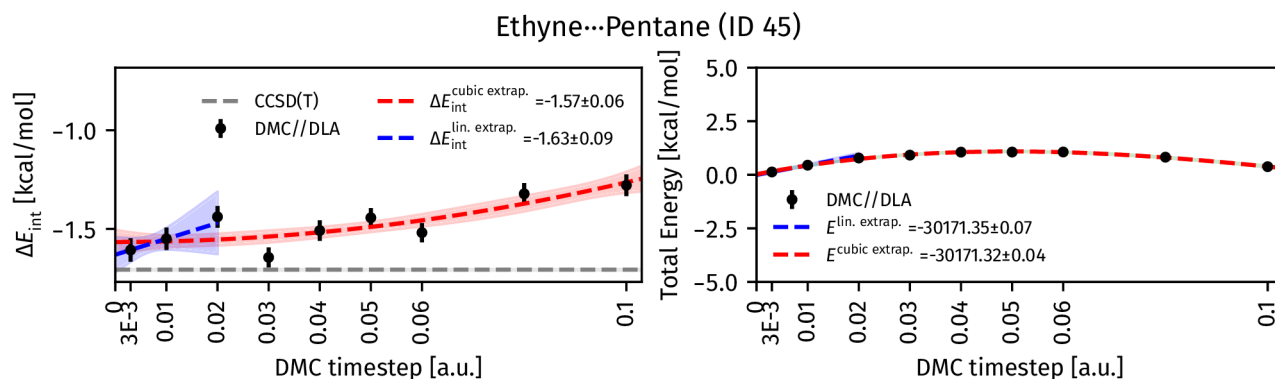 Ethyne···Pentane (ID 45)
ΔE_int [kcal/mol]
−1.0
−1.5
CCSD(T)
DMC//DLA
ΔE_int^cubic extrap. =-1.57±0.06
ΔE_int^lin. extrap. =-1.63±0.09
0
3E-3
0.01
0.02
0.03
0.04
0.05
0.06
0.1
DMC timestep [a.u.]
Total Energy [kcal/mol]
5.0
2.5
0.0
−2.5
−5.0
DMC//DLA
E^lin. extrap. =-30171.35±0.07
E^cubic extrap. =-30171.32±0.04
0
3E-3
0.01
0.02
0.03
0.04
0.05
0.06
0.1
DMC timestep [a.u.]